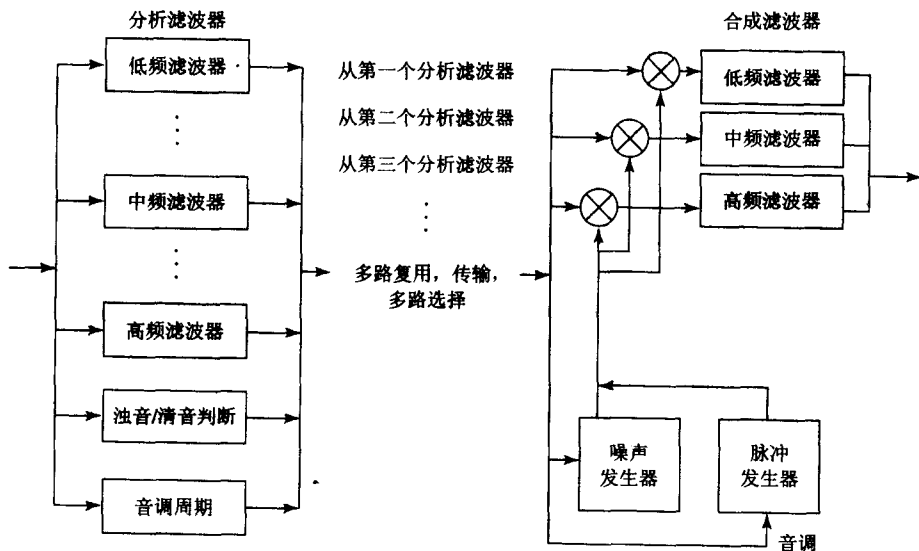 分析滤波器
低频滤波器
中频滤波器
高频滤波器
浊音/清音判断
音调周期
从第一个分析滤波器
从第二个分析滤波器
从第三个分析滤波器
多路复用，传输，
多路选择
合成滤波器
低频滤波器
中频滤波器
高频滤波器
噪声
发生器
脉冲
发生器
音调